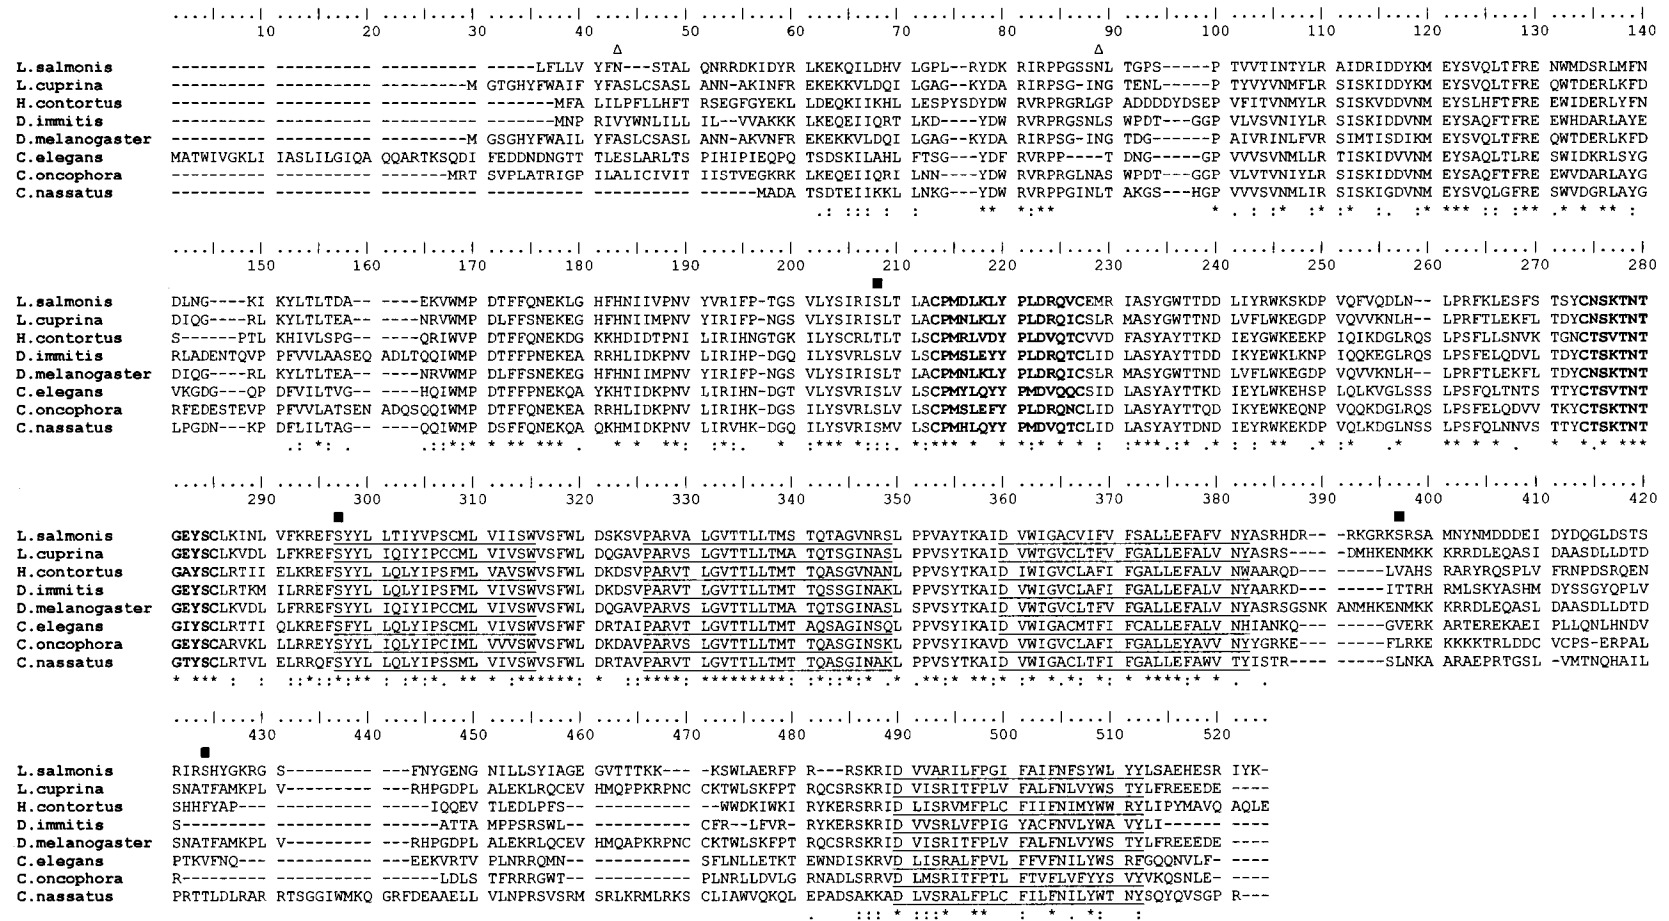 10 20 30 40 50 60 70 80 90 100 110 120 130 140
Δ Δ
L.salmonis ---------- ---------- ---------- ----LFLLV YFN---STAL QNRRDKIDYR LKEKQILDHV LGPL--RYDK RIRPPGSSNL TGPS-----P TVVTINTYLR AIDRIDDYKM EYSVQLTFRE NWMDSRLMFN
L.cuprina ---------- ---------- ---------M GTGHYFWAIF YFASLCSASL ANN-AKINFR EKEKKVLDQI LGAG--KYDA RIRPSG-ING TENL-----P TVVYVNMFLR SISKIDDYKM EYSVQLTFRE QWTDERLKFD
H.contortus ---------- ---------- ---------- -------MFA LILPFLLHFT RSEGFGYEKL LDEQKIIKHL LESPYSDYDW RVRPRGRLGP ADDDDYDSEP VFITVNMYLR SISKVDDVNM EYSLHFTFRE EWIDERLYFN
D.immitis ---------- ---------- ---------- -------MNP RIVYWNLILL IL--VVAKKK LKEQEIIQRT LKD----YDW RVRPRGSNLS WPDT---GGP VLVSVNIYLR SISKIDDVNM EYSAQFTFRE EWHDARLAYE
D.melanogaster ---------- ---------- ---------M GSGHYFWAIL YFASLCSASL ANN-AKVNFR EKEKKVLDQI LGAG-KYDA RIRPSG-ING TDG------P AIVRINLFVR SIMTISDIKM EYSVQLTFRE QWTDERLKFD
C.elegans MATWIVGKLI IASLILGIQA QQARTKSQDI FEDDNDNGTT TLESLARLTS PIHIPIEQPQ TSDSKILAHL FTSG---YDF RVRPP----T DNG------GP VVVSVNMLLR TISKIDVVNM EYSAQLTLRE SWIDKRLSYG
C.oncophora ---------- ---------- -------MRT SVPLATRIGP ILALICIVIT IISTVEGKRK LKEQEIIQRI LNN----YDW RVRPRGLNAS WPDT---GGP VLVTVNIYLR SISKIDDVNM EYSAQFTFRE EWVDARLAYG
C.nassatus ---------- ---------- ---------- ---------- ---------- ------MADA TSDTEIIKKL LNKG---YDW RVRPPGINLT AKGS---HGP VVVSVNMLIR SISKIDDVNM EYSVQLGFRE SWVDGRLAYG
150 160 170 180 190 200 210 220 230 240 250 260 270 280
■
L.salmonis DLNG----KI KYLTLTDA-- -----EKVWMP DTFFQNEKLG HFHNIIVPNV YVRIFP-TGS VLYSIRISLT LACPMDLKLY PLDRQVCEMR IASYGWTTDD LIYRWKSKDP VQFVQDLN-- LPRFKLESFS TSYCNSKTNT
L.cuprina DIQG----RL KYLTLTEA-- -----NRVWMP DLFFSNEKEG HFHNIIMPNV YIRIFP-NGS VLYSIRISLT LACPMNLKLY PLDRQICSLR MASYGWTTND LVFLWKEGDP VQVVKNLH-- LPRFTLEKFL TDYCNSKTNT
H.contortus S-----PTL KHIVLSPG-- -----QRIWVP DTFFPNEKDG KKHDIDTPNV LIRIHNGTGK ILYSCRLTLT LSCPMRLVDY PLDVQTCVVD FASYAYTTKD IEYGWKEEKP IQIKDGLRQS LPSFLLSNVK TGNCTSVTNT
D.immitis RLADENTQVP PFVVLAASEQ ADLTQQIWMP DTFFPNEKEA RRHLIDKPNV LIRIHP-DGQ ILYSVRLSLV LSCPMSLEYY PLDRQTCLID LASYAYTTDD IKYEWKLKNP IQQKEGLRQS LPSFELQDVL TDYCTSKTNT
D.melanogaster DIQG----RL KYLTLTEA-- -----NRVWMP DLFFSNEKEG HFHNIIMPNV YIRIFP-NGS VLYSIRISLT LACPMNLKLY PLDRQICSLR MASYGWTTND LVFLWKEGDP VQVVKNLH-- LPRFTLEKFL TDYCNSKTNT
C.elegans VKGDG---QP DFVILTVG-- -----HQIWMP DTFFPNEKQA YKHTIDKPNV LIRIHN-DGT VLYSVRISLV LSCPMYLQYY PMDVQQCSID LASYAYTTKD IEYLWKEHSP LQLKVGLSSS LPSFQLTNTS TTYCTSVTNT
C.oncophora RFEDESTEVP PFVVLATSEN ADQSQQIWMP DTFFQNEKEA RRHLIDKPNV LIRIHK-DGS ILYSVRLSLV LSCPMSLEFY PLDRQNCLID LASYAYTTQD IKYEWKEQNP VQQKDGLRQS LPSFELQDVV TKYCTSKTNT
C.nassatus LPGDN---KP DFLILTAG-- -----QQIWMP DSFFQNEKQA QKHMIDKPNV LIRVHK-DGQ ILYSVRISMV LSCPMHLQYY PMDVQTCLID LASYAYTDND IEYRWKEKDP VQLKDGLNSS LPSFQLNNVS TTYCTSKTNT
290 300 310 320 330 340 350 360 370 380 390 400 410 420
■ ■
L.salmonis GEYSCLKINL VFKREFSYYL LTIYVPSCML VIISWVSFWL DSKSVPARVA LGVTTLLTMS TQTAGVNRSL PPVAYTKAID VWIGACVIFV FSALLEFAFV NYASRHDR-- --RKGRKSRSA MNYNMDDDEI DYDQGLDSTS
L.cuprina GEYSCLKVDL LFKREFSYYL IQIYIPCCML VIVSWVSFWL DQGAVPARVS LGVTTLLTMA TQTSGINASL PPVSYTKAID VWTGVCLTFV FGALLEFALV NYASRS---- --DMHKENMKK KRRDLEQASI DAASDLLDTD
H.contortus GAYSCLRTII ELKREFSYYL LQLYIPSFML VAVSWVSFWL DKDSVPARVT LGVTTLLTMT TQASGVNANL PPVSYTKAID IWIGVCLAFI FGALLEFALV NWAARQD--- -------LVAHS RARYRQSPLV FRNPDSRQEN
D.immitis GEYSCLRTKM ILRREFSYYL IQLYIPSFML VIVSWVSFWL DKDSVPARVT LGVTTLLTMT TQSSGINAKL PPVSYTKAID VWIGVCLAFI FGALLEFALV NYAARKD--- -------ITTRH RMLSKYASHM DYSSGYQPLV
D.melanogaster GEYSCLKVDL LFRREFSYYL IQIYIPCCML VIVSWVSFWL DQGAVPARVS LGVTTLLTMA TQTSGINASL PPVSYTKAID VWTGVCLTFV FGALLEFALV NYASRSGSNK ANMHKENMKK KRRDLEQASL DAASDLLDTD
C.elegans GIYSCLRTTI QLKREFSFYL LQLYIPSCML VIVSWVSFWF DRTAIPARVT LGVTTLLTMT AQSAGINSQL PPVSYIKAID VWIGACMTFI FCALLEFALV NHIANKQ--- -------GVERK ARTEREKAEI PLLQNLHNDV
C.oncophora GEYSCARVKL LLRREYSYYL IQLYIPCIML VVVSWVSFWL DKDAVPARVS LGVTTLLTMT TQASGINSKL PPVSYIKAVD VWIGVCLAFI FGALLEYAVV NYYGRKE--- -------FLRKE KKKKTRLDDC VCPS-ERPAL
C.nassatus GTYSCLRTVL ELRRQFSYYL LQLYIPSSML VIVSWVSFWL DRTAVPARVT LGVTTLLTMT TQASGINAKL PPVSYTKAID VWIGACLTFI FGALLEFAWV TYISTR---- -------SLNKA ARAEPRTGSL -VMTNQHAIL
430 440 450 460 470 480 490 500 510 520
■
L.salmonis RIRSHYGKRG S--------- ---FNYGENG NILLSYIAGE GVTTTKK--- -KSWLAERFP R---RSKRID VVARILFPGI FAIFNFSYWL YYLSAEHESR IYK-
L.cuprina SNATFAMKPL V--------- ---RHPGDPL ALEKLRQCEV HMQPPKRPNC CKTWLSKFPT RQCSRSKRID VISRITFPLV FALFNLVYWS TYLFREEEDE ----
H.contortus SHHFYAP--- ---------- -----IQQEV TLEDLPFS-- ---------- --WWDKIWKI RYKERSRRID LISRVMFPLC FIIFNIMYWW RYLIPYMAVQ AQLE
D.immitis S--------- ---------- ------ATTA MPPSRSWL-- ---------- CFR--LFVR- RYKERSKRID VVSRLVFPIG YACFNVLYWA VYLI------ ----
D.melanogaster SNATFAMKPL V--------- ---RHPGDPL ALEKRLQCEV HMQAPKRPNC CKTWLSKFPT RQCSRSKRID VISRITFPLV FALFNLVYWS TYLFREEEDE ----
C.elegans PTKVFNQ--- ---------- ----EEKVRTV PLNRRQMN-- ---------- SFLNLLETKT EWNDISKRVD LISRALFPVL FFVFNILYWS RFGQQNVLF- ----
C.oncophora R--------- ---------- ------LDLS TFRRRGWT-- ---------- PLNRLLDVLG RNADLSRRVD LMSRITFPTL FTVFLVFYYS VYVKQSNLE- ----
C.nassatus PRTTLDLRAR RTSGGIWMKQ GRFDEAAELL VLNPRSVSRM SRLKRMLRKS CLIAWVQKQL EPADSAKKAD LVSRALFPLC FILFNILYWT NYSQYQVSGP R---